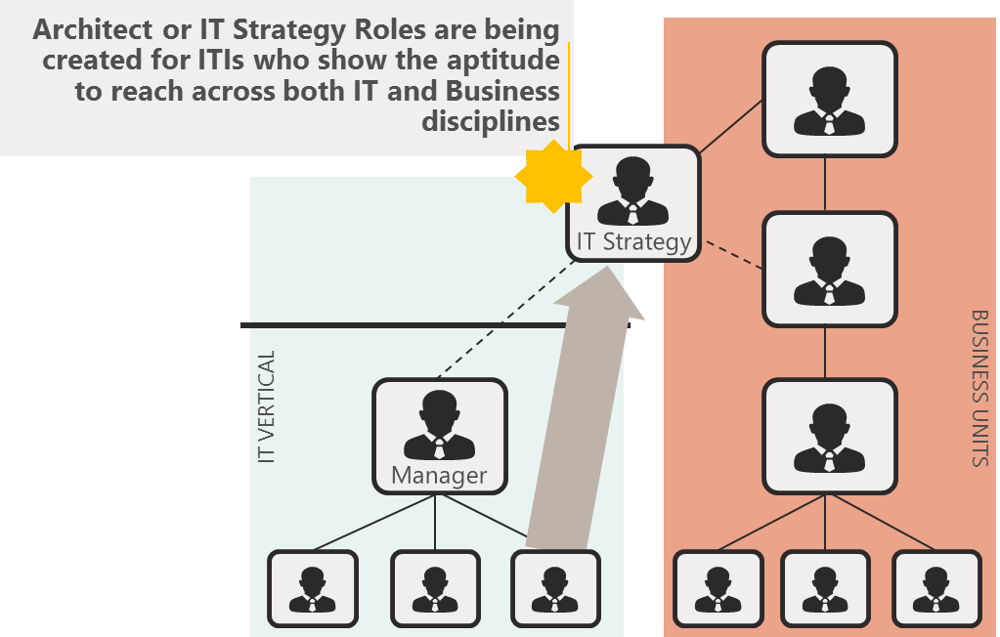 Architect or IT Strategy Roles are being
created for ITIs who show the aptitude
to reach across both IT and Business
disciplines
IT Strategy
BUSINESS UNITS
IT VERTICAL
Manager